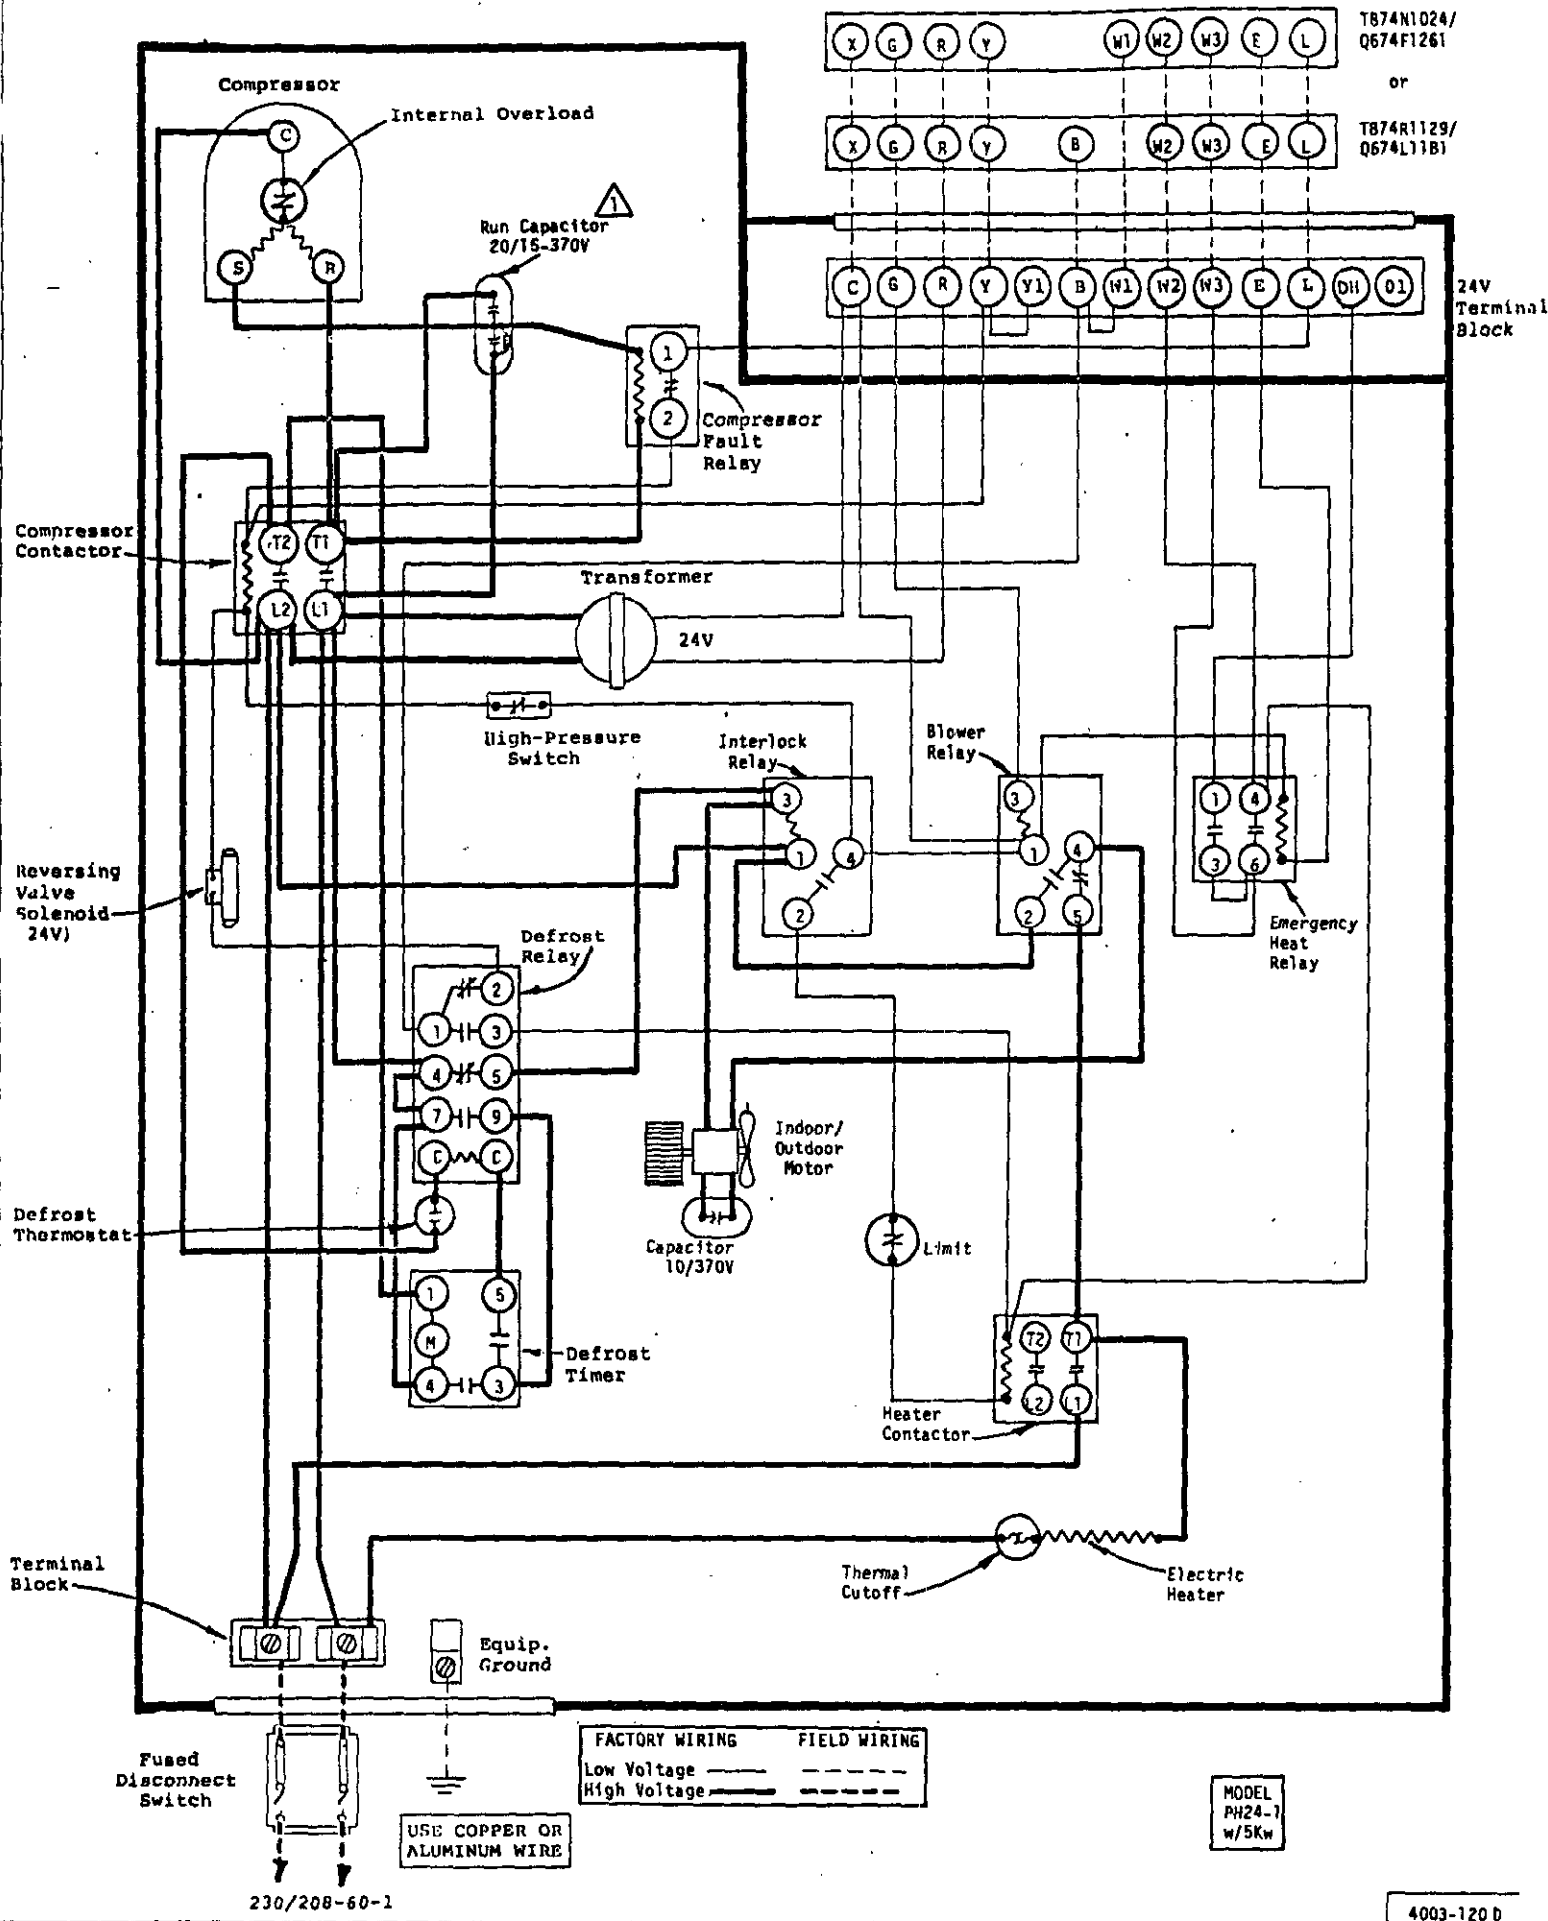 T874N1024/
Q674F1261
X G R Y W1 W2 W3 E L
or
T874R1129/
Q674L1181
X G R Y B W2 W3 E L
C G R Y Y1 B W1 W2 W3 E L DH O1
24V
Terminal
Block
Compressor
Internal Overload
C
S R
1
Run Capacitor
20/15-370V
1
2
Compressor
Fault
Relay
Compressor
Contactor
T2 T1
L2 L1
Transformer
24V
High-Pressure
Switch
Interlock
Relay
3
1 4
2
Blower
Relay
3
1 4
2 5
1 4
3 6
Emergency
Heat
Relay
Reversing
Valve
Solenoid
24V)
Defrost
Relay
2
1 3
4 5
7 9
C C
Defrost
Thermostat
1 5
M
4 3
Defrost
Timer
Indoor/
Outdoor
Motor
Capacitor
10/370V
Limit
T2 T1
L2 L1
Heater
Contactor
Thermal
Cutoff
Electric
Heater
Terminal
Block
Equip.
Ground
Fused
Disconnect
Switch
230/208-60-1
FACTORY WIRING FIELD WIRING
Low Voltage
High Voltage
USE COPPER OR
ALUMINUM WIRE
MODEL
PH24-1
w/5Kw
4003-120 D